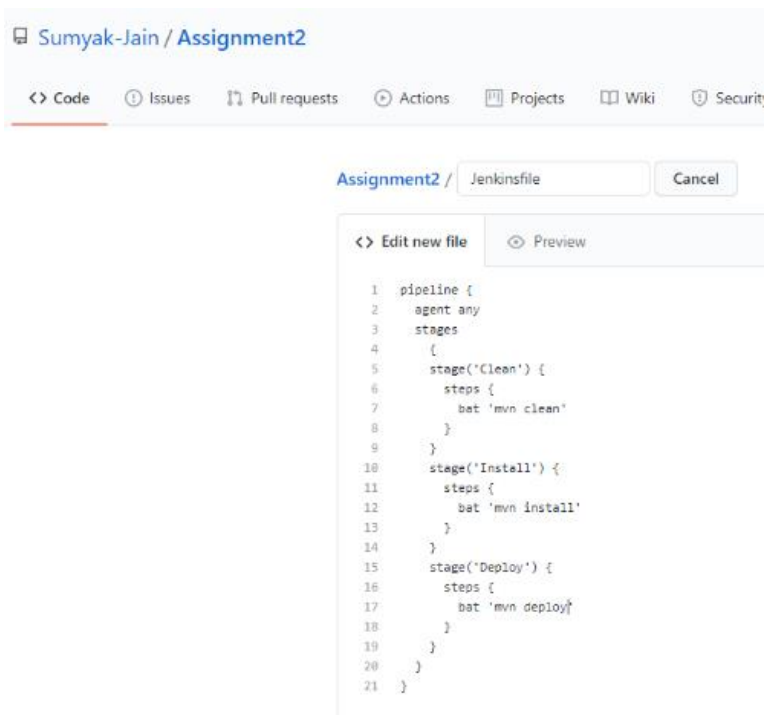 Sumyak-Jain / Assignment2
<> Code Issues Pull requests Actions Projects Wiki Security
Assignment2 / Jenkinsfile Cancel
<> Edit new file Preview
1 pipeline {
2 agent any
3 stages
4 {
5 stage('Clean') {
6 steps {
7 bat 'mvn clean'
8 }
9 }
10 stage('Install') {
11 steps {
12 bat 'mvn install'
13 }
14 }
15 stage('Deploy') {
16 steps {
17 bat 'mvn deploy'
18 }
19 }
20 }
21 }